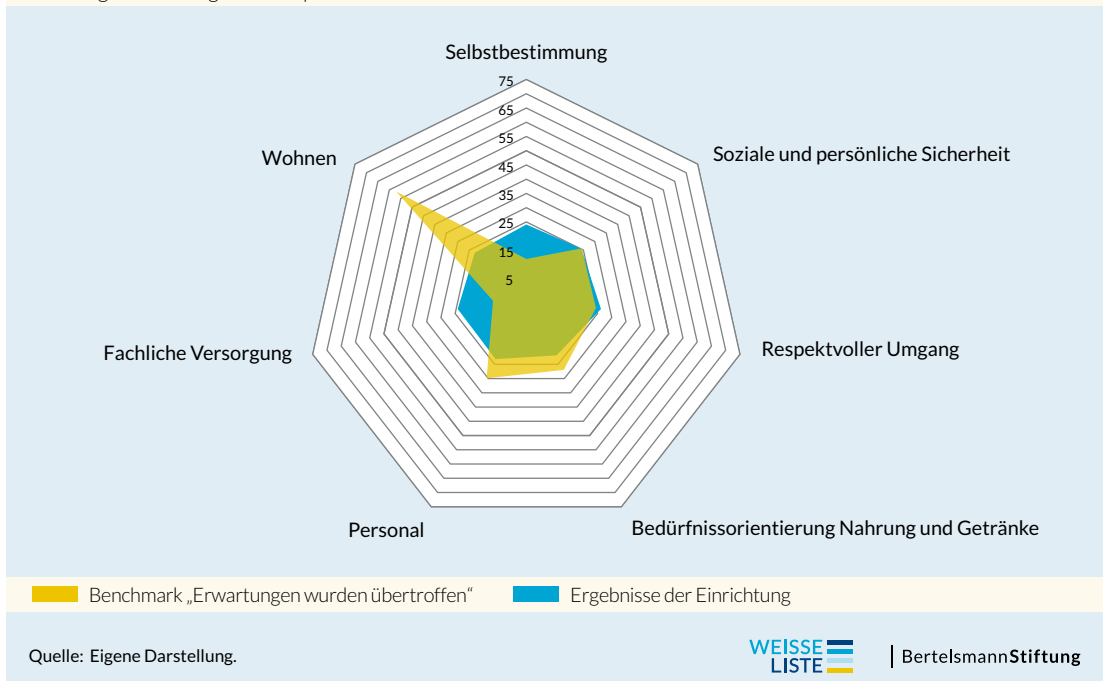 Selbstbestimmung
75
65
55
45
35
25
15
5
Wohnen
Soziale und persönliche Sicherheit
Fachliche Versorgung
Respektvoller Umgang
Personal
Bedürfnissorientierung Nahrung und Getränke
Benchmark „Erwartungen wurden übertroffen“
Ergebnisse der Einrichtung
Quelle: Eigene Darstellung.
WEISSE
LISTE
BertelsmannStiftung